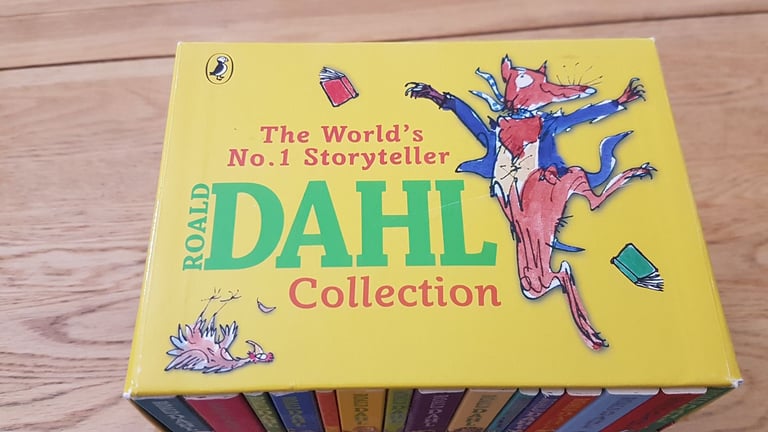 The World's
No.1 Storyteller
ROALD
DAHL
Collection